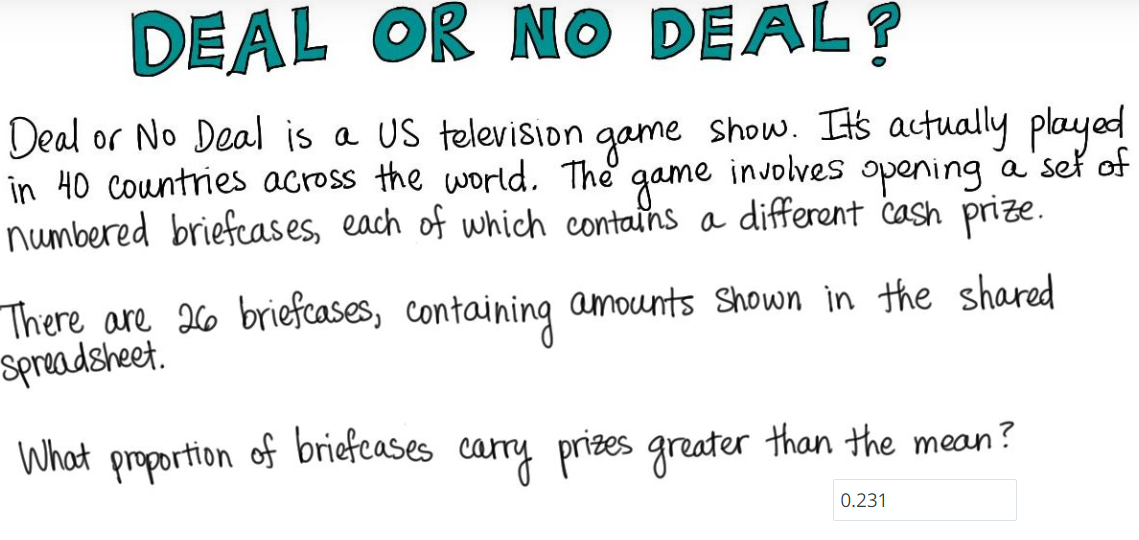 DEAL OR NO DEAL?
Deal or No Deal is a US television game show. It's actually played
in 40 countries across the world. The game involves opening a set of
numbered briefcases, each of which contains a different cash prize.
There are 26 briefcases, containing amounts shown in the shared
spreadsheet.
What proportion of briefcases carry prizes greater than the mean?
0.231